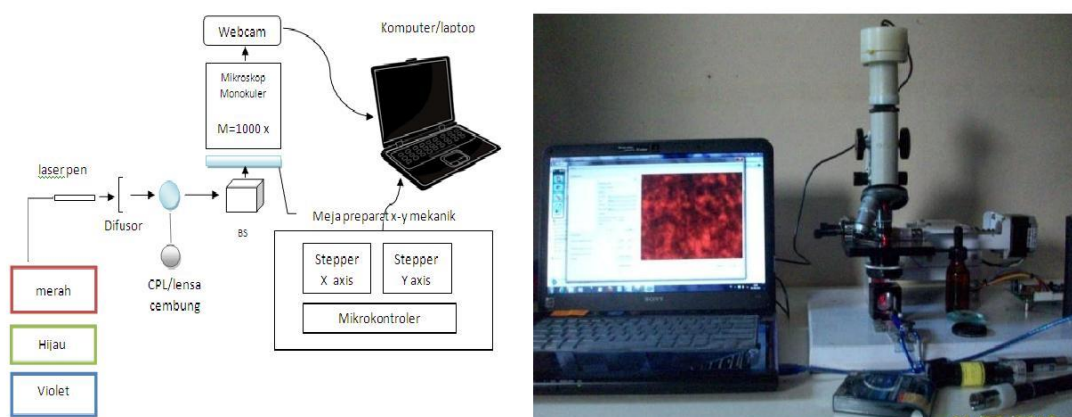 Webcam
Komputer/laptop
Mikroskop
Monokuler
M=1000 x
laser pen
Difusor
BS
CPL/lensa
cembung
Meja preparat x-y mekanik
Stepper
X axis
Stepper
Y axis
Mikrokontroler
merah
Hijau
Violet
SONY